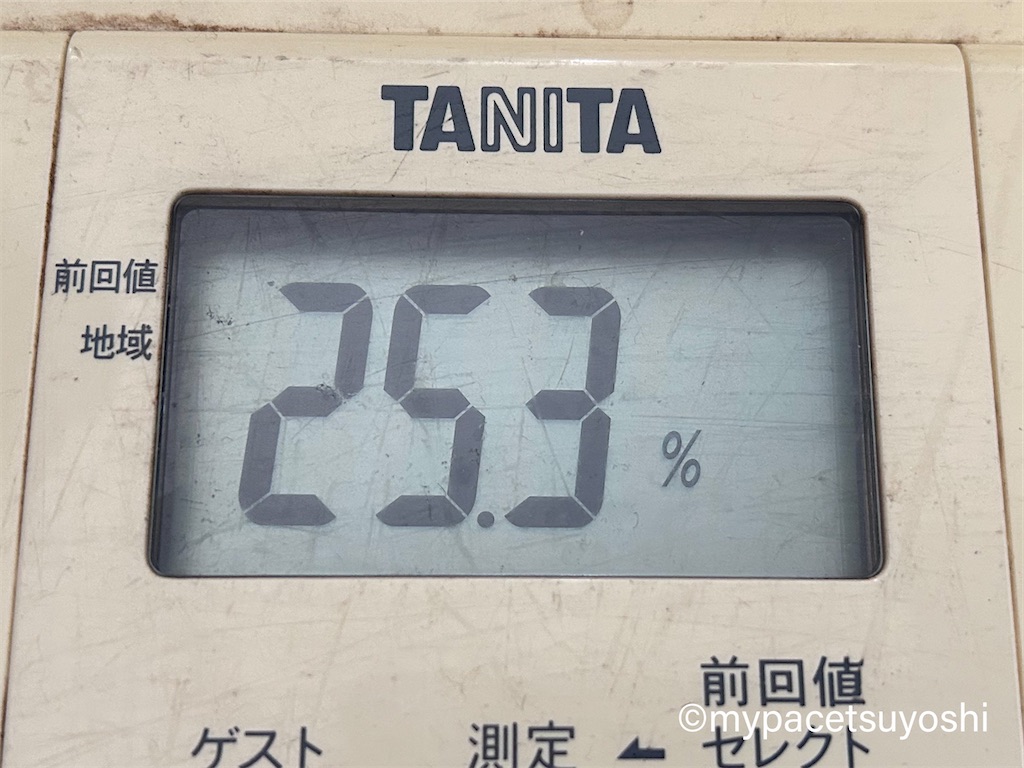 TANITA
前回値
地域
25.3 %
前回値
©mypacetsuyoshi
ゲスト 測定 ← セレクト